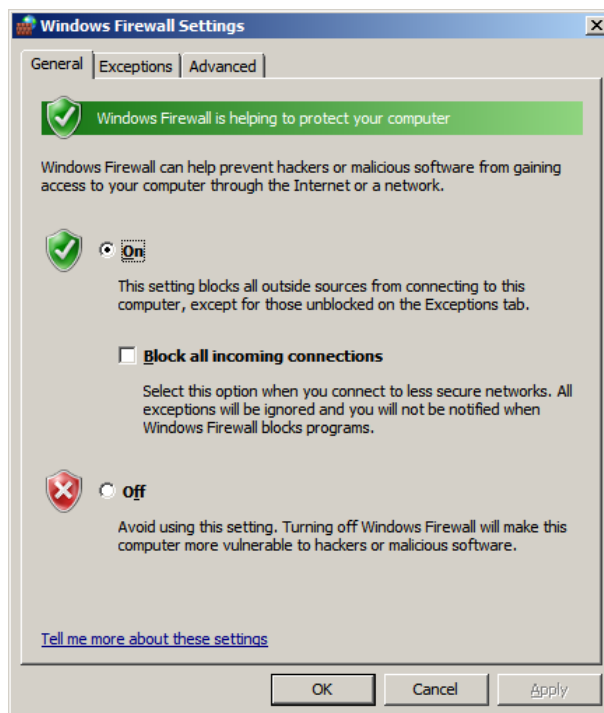 Windows Firewall Settings
General
Exceptions
Advanced
Windows Firewall is helping to protect your computer
Windows Firewall can help prevent hackers or malicious software from gaining
access to your computer through the Internet or a network.
On
This setting blocks all outside sources from connecting to this
computer, except for those unblocked on the Exceptions tab.
Block all incoming connections
Select this option when you connect to less secure networks. All
exceptions will be ignored and you will not be notified when
Windows Firewall blocks programs.
Off
Avoid using this setting. Turning off Windows Firewall will make this
computer more vulnerable to hackers or malicious software.
Tell me more about these settings
OK
Cancel
Apply